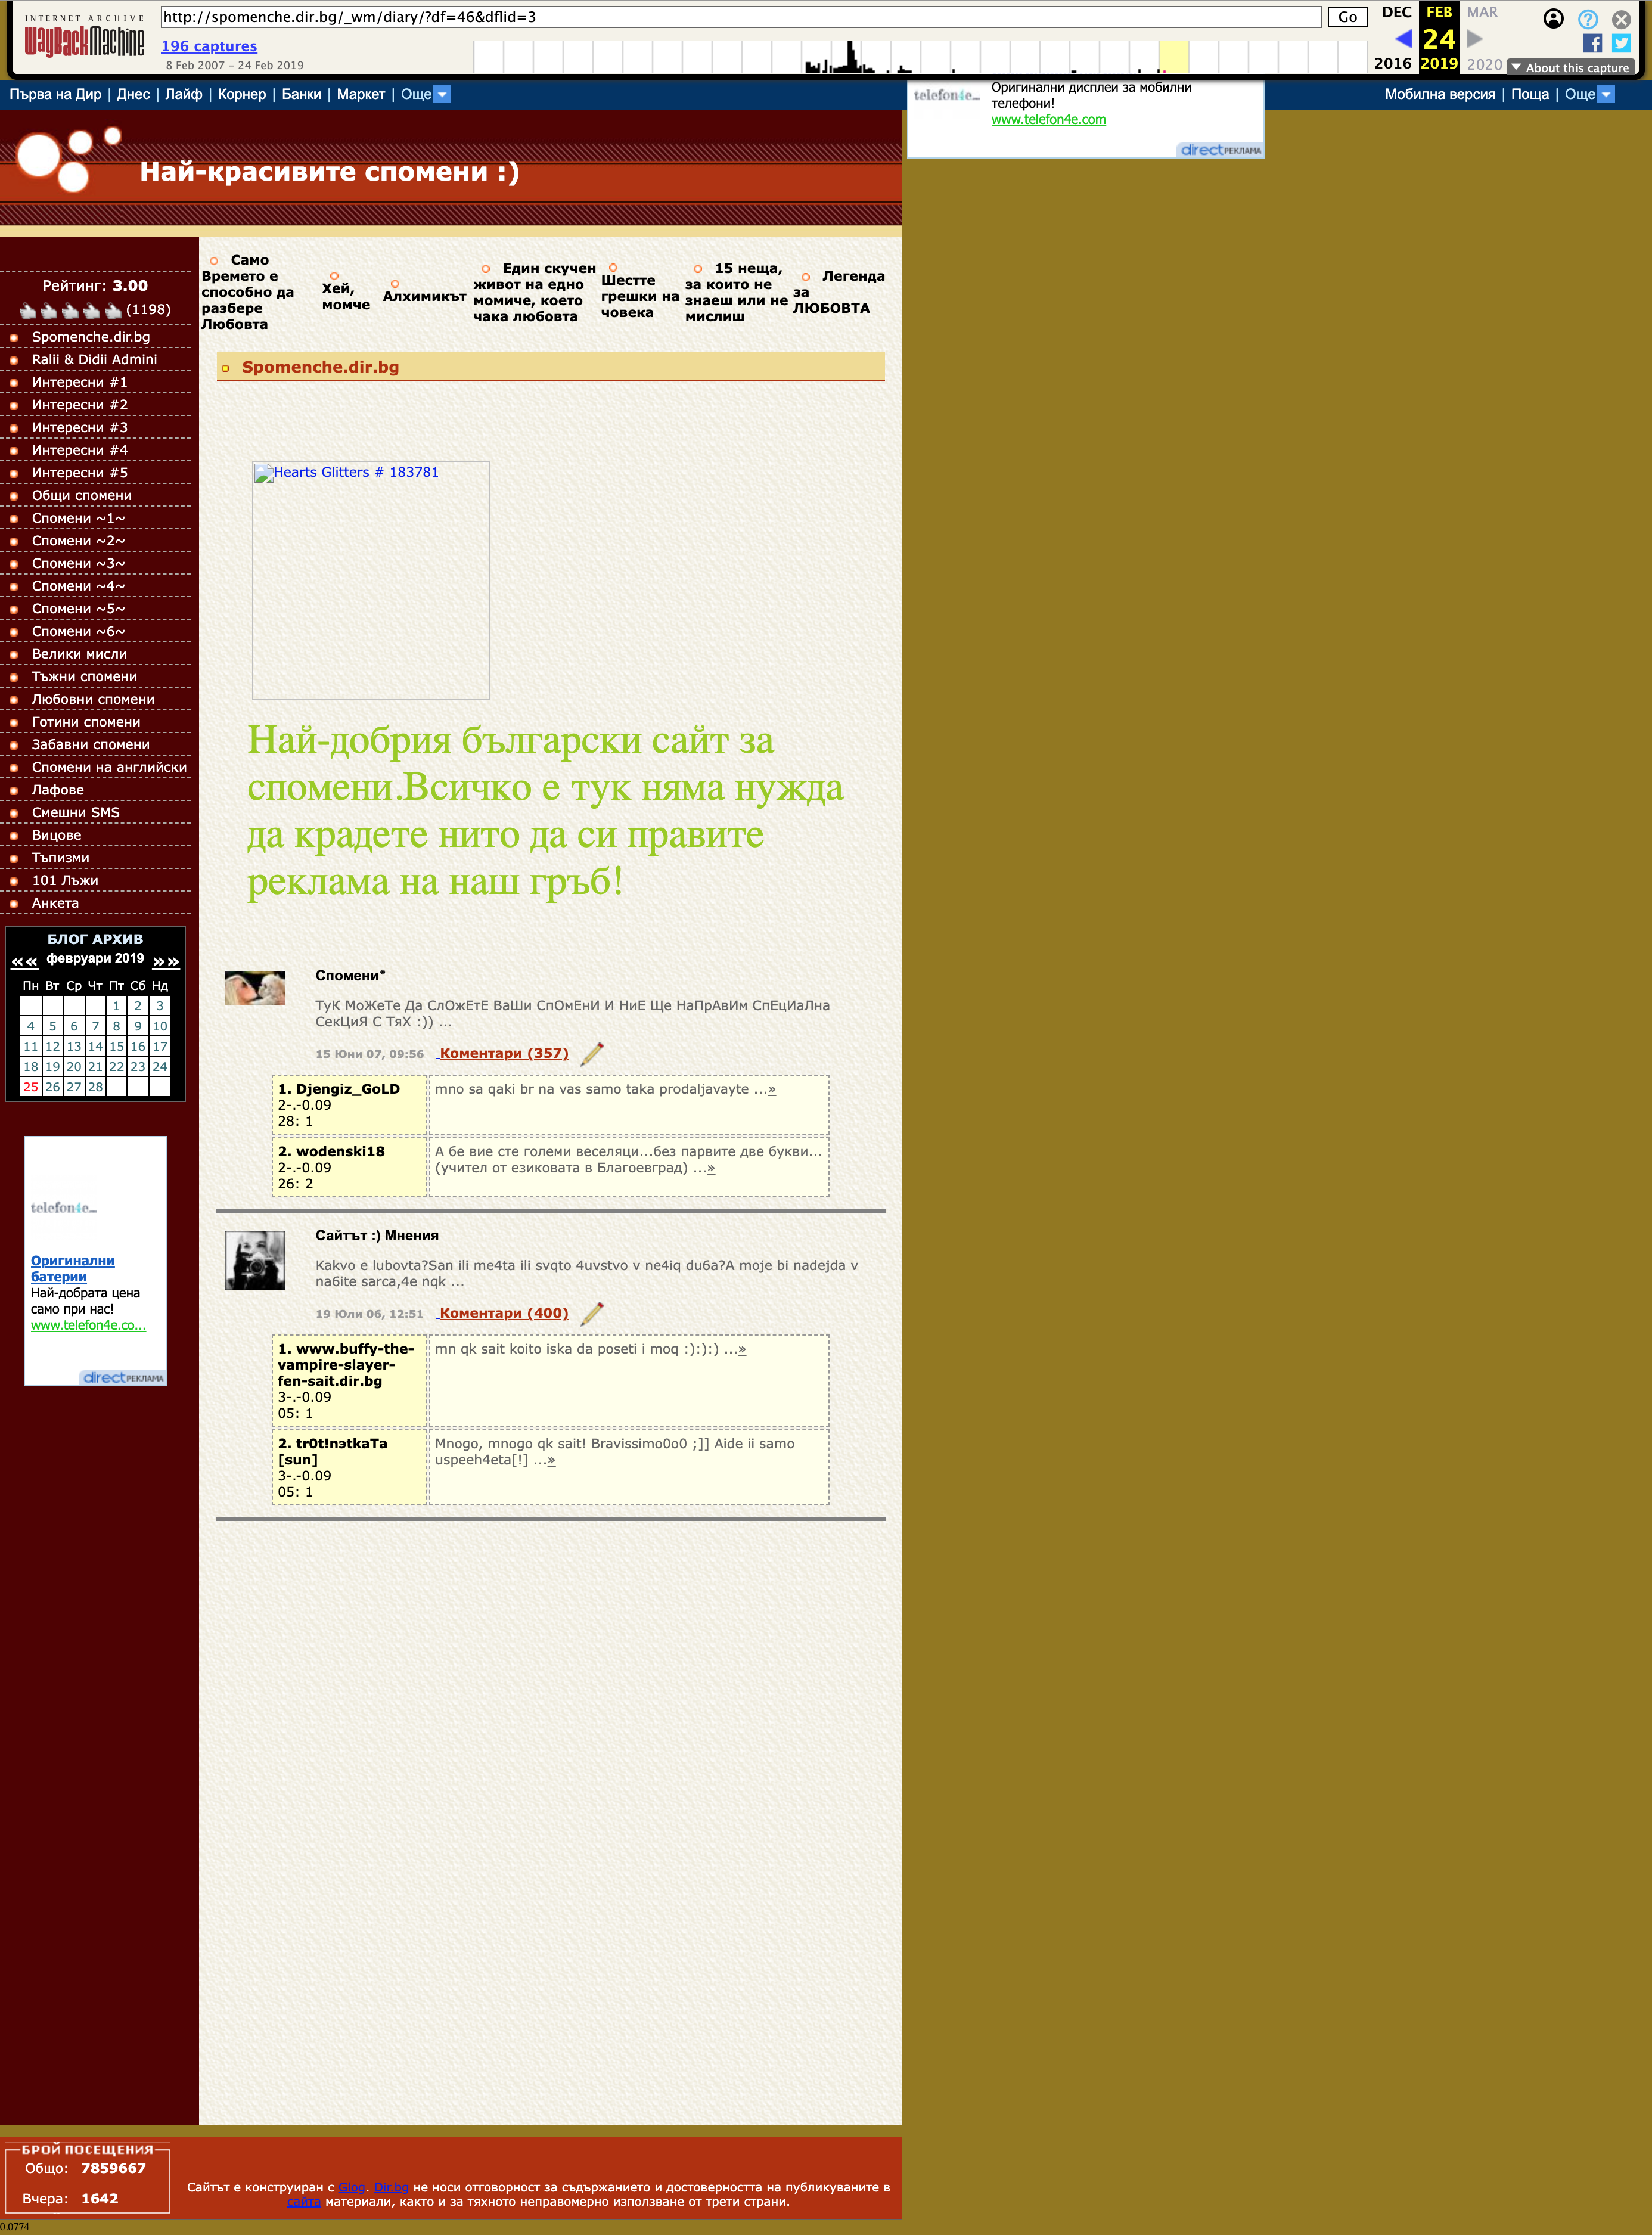 INTERNET ARCHIVE
WayBackMachine
http://spomenche.dir.bg/_wm/diary/?df=46&dflid=3
Go
196 captures
8 Feb 2007 – 24 Feb 2019
DEC FEB MAR
24
2016 2019 2020
About this capture
Първа на Дир | Днес | Лайф | Корнер | Банки | Маркет | Още
Мобилна версия | Поща | Още
telefon4e...
Оригинални дисплеи за мобилни
телефони!
www.telefon4e.com
directРЕКЛАМА
Най-красивите спомени :)
Рейтинг: 3.00
(1198)
Spomenche.dir.bg
Ralii & Didii Admini
Интересни #1
Интересни #2
Интересни #3
Интересни #4
Интересни #5
Общи спомени
Спомени ~1~
Спомени ~2~
Спомени ~3~
Спомени ~4~
Спомени ~5~
Спомени ~6~
Велики мисли
Тъжни спомени
Любовни спомени
Готини спомени
Забавни спомени
Спомени на английски
Лафове
Смешни SMS
Вицове
Тъпизми
101 Лъжи
Анкета
БЛОГ АРХИВ
«« февруари 2019 »»
Пн Вт Ср Чт Пт Сб Нд
1 2 3
4 5 6 7 8 9 10
11 12 13 14 15 16 17
18 19 20 21 22 23 24
25 26 27 28
telefon4e...
Оригинални
батерии
Най-добрата цена
само при нас!
www.telefon4e.co...
directРЕКЛАМА
Само
Времето е
способно да
разбере
Любовта
Хей,
момче
Алхимикът
Един скучен
живот на едно
момиче, което
чака любовта
Шестте
грешки на
човека
15 неща,
за които не
знаеш или не
мислиш
Легенда
за
ЛЮБОВТА
Spomenche.dir.bg
Hearts Glitters # 183781
Най-добрия български сайт за
спомени.Всичко е тук няма нужда
да крадете нито да си правите
реклама на наш гръб!
Спомени*
ТуК МоЖеТе Да СлОжЕтЕ ВаШи СпОмЕнИ И НиЕ Ще НаПрАвИм СпЕцИаЛна
СекЦиЯ С ТяХ :)) ...
15 Юни 07, 09:56 Коментари (357)
1. Djengiz_GoLD
2-.-0.09
28: 1
mno sa qaki br na vas samo taka prodaljavayte ...»
2. wodenski18
2-.-0.09
26: 2
А бе вие сте големи веселяци...без парвите две букви...
(учител от езиковата в Благоевград) ...»
Сайтът :) Мнения
Kakvo e lubovta?San ili me4ta ili svqto 4uvstvo v ne4iq du6a?A moje bi nadejda v
na6ite sarca,4e nqk ...
19 Юли 06, 12:51 Коментари (400)
1. www.buffy-the-
vampire-slayer-
fen-sait.dir.bg
3-.-0.09
05: 1
mn qk sait koito iska da poseti i moq :):):) ...»
2. tr0t!nэtkaTa
[sun]
3-.-0.09
05: 1
Mnogo, mnogo qk sait! Bravissimo0o0 ;]] Aide ii samo
uspeeh4eta[!] ...»
БРОЙ ПОСЕЩЕНИЯ
Общо: 7859667
Вчера: 1642
Сайтът е конструиран с Glog. Dir.bg не носи отговорност за съдържанието и достоверността на публикуваните в
сайта материали, както и за тяхното неправомерно използване от трети страни.
0.0774